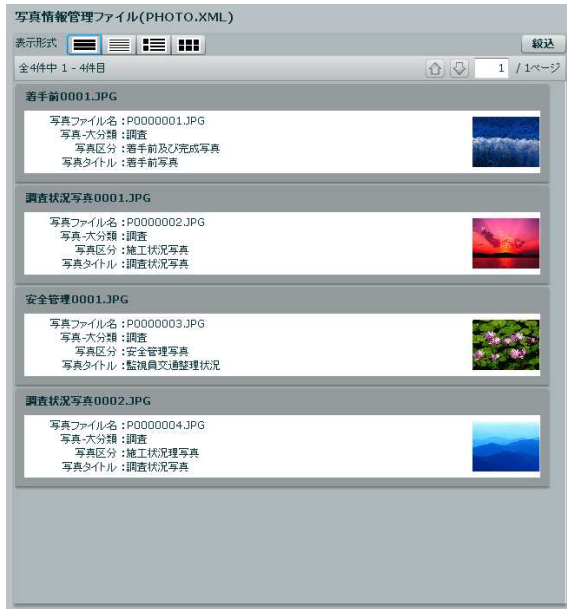 写真情報管理ファイル(PHOTO.XML)
表示形式
絞込
全4件中 1 - 4件目
1 / 1ページ
着手前0001.JPG
写真ファイル名：P0000001.JPG
写真-大分類：調査
写真区分：着手前及び完成写真
写真タイトル：着手前写真
調査状況写真0001.JPG
写真ファイル名：P0000002.JPG
写真-大分類：調査
写真区分：施工状況写真
写真タイトル：調査状況写真
安全管理0001.JPG
写真ファイル名：P0000003.JPG
写真-大分類：調査
写真区分：安全管理写真
写真タイトル：監視員交通整理状況
調査状況写真0002.JPG
写真ファイル名：P0000004.JPG
写真-大分類：調査
写真区分：施工状況理写真
写真タイトル：調査状況写真